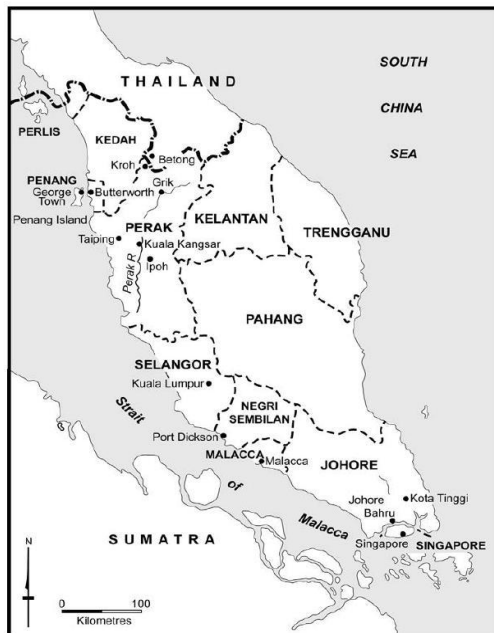 THAILAND
SOUTH
CHINA
SEA
PERLIS
KEDAH
Betong
Kroh
PENANG
George
Town
Butterworth
Grik
Penang Island
PERAK
KELANTAN
TRENGGANU
Taiping
Kuala Kangsar
Ipoh
Perak R
PAHANG
SELANGOR
Kuala Lumpur
NEGRI
SEMBILAN
Strait
Port Dickson
MALACCA
Malacca
JOHORE
of
Kota Tinggi
Johore
Bahru
Malacca
Singapore
SINGAPORE
SUMATRA
N
0 100
Kilometres